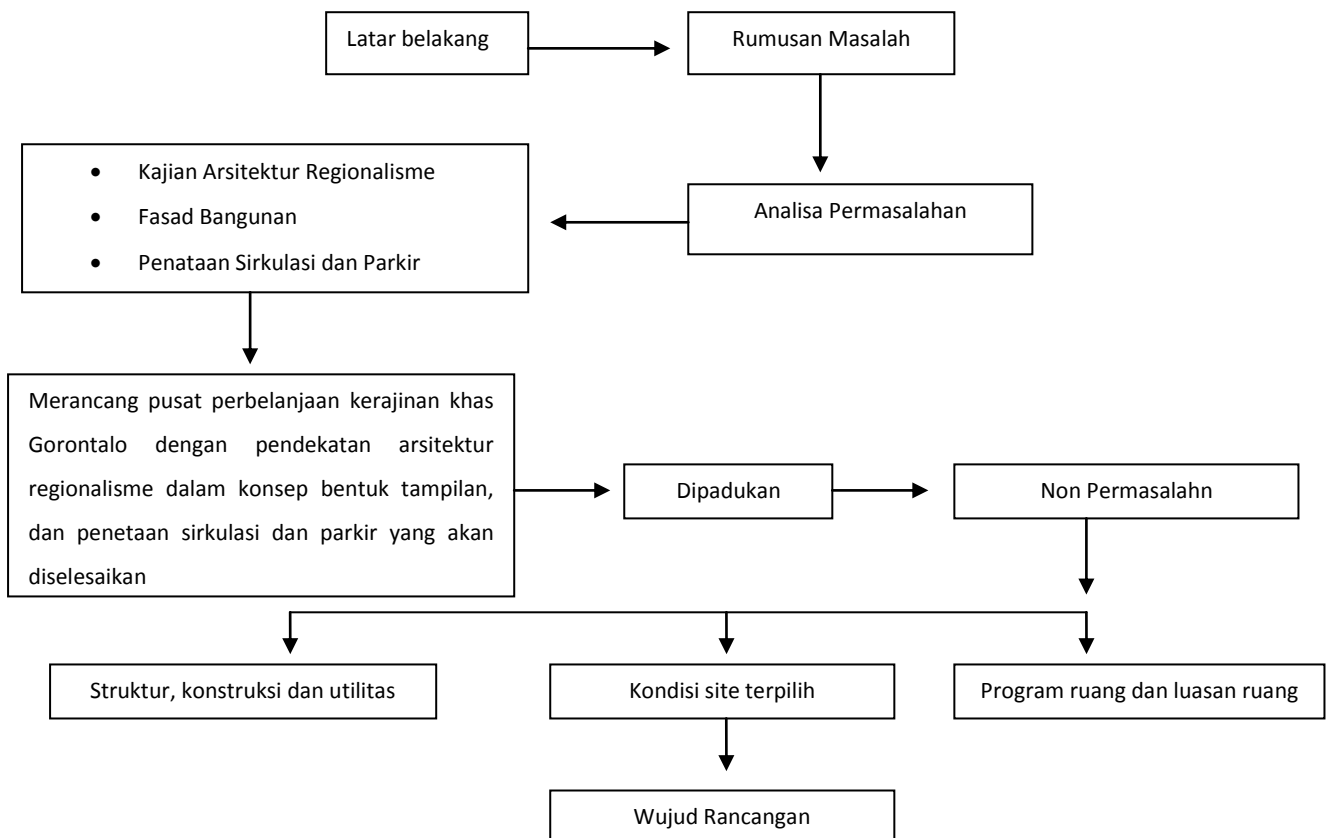 Latar belakang
Rumusan Masalah
Analisa Permasalahan
• Kajian Arsitektur Regionalisme
• Fasad Bangunan
• Penataan Sirkulasi dan Parkir
Merancang pusat perbelanjaan kerajinan khas
Gorontalo dengan pendekatan arsitektur
regionalisme dalam konsep bentuk tampilan,
dan penetaan sirkulasi dan parkir yang akan
diselesaikan
Dipadukan
Non Permasalahn
Struktur, konstruksi dan utilitas
Kondisi site terpilih
Program ruang dan luasan ruang
Wujud Rancangan